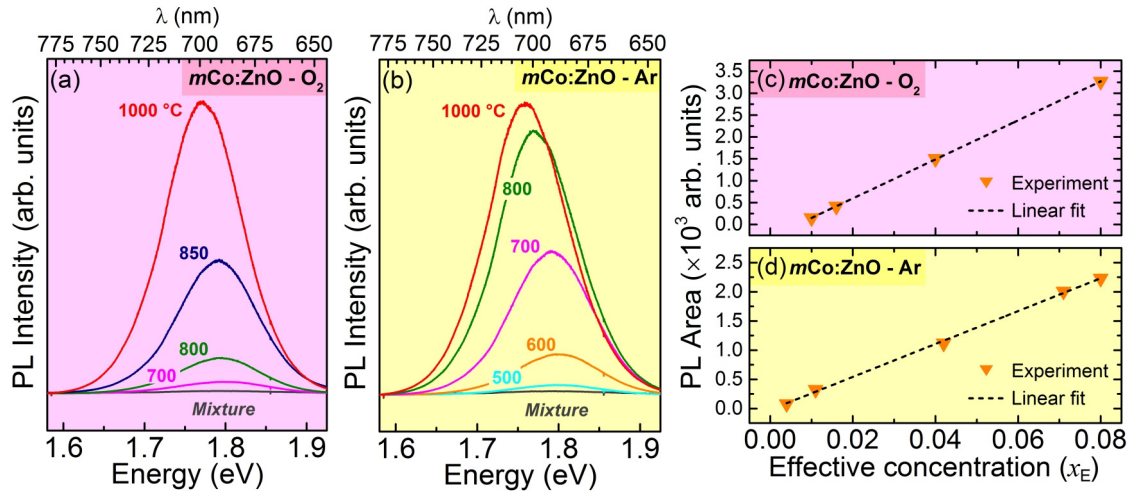 λ (nm)
775 750 725 700 675 650
(a) mCo:ZnO - O₂
1000 °C
850
800
700
Mixture
PL Intensity (arb. units)
1.6 1.7 1.8 1.9
Energy (eV)
λ (nm)
775 750 725 700 675 650
(b) mCo:ZnO - Ar
1000 °C
800
700
600
500
Mixture
PL Intensity (arb. units)
1.6 1.7 1.8 1.9
Energy (eV)
(c) mCo:ZnO - O₂
3.5
3.0
2.5
2.0
1.5
1.0
0.5
0.0
Experiment
Linear fit
PL Area (×10³ arb. units)
(d) mCo:ZnO - Ar
2.5
2.0
1.5
1.0
0.5
0.0
Experiment
Linear fit
0.00 0.02 0.04 0.06 0.08
Effective concentration (xE)